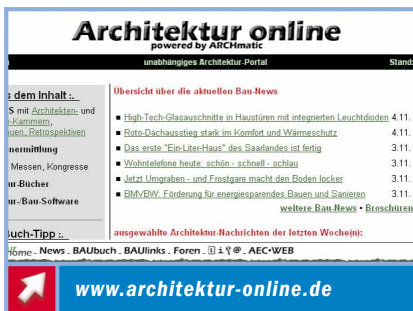 Architektur online
powered by ARCHmatic
unabhängiges Architektur-Portal
Stand:
s dem Inhalt :.
S mit Architekten- und
-Kammern,
auen, Retrospektiven
nermittlung
Messen, Kongresse
ur-Bücher
ur-/Bau-Software
Buch-Tipp :.
Übersicht über die aktuellen Bau-News
High-Tech-Glasauschnitte in Haustüren mit integrierten Leuchtdioden 4.11.
Roto-Dachausstieg stark im Komfort und Wärmeschutz 4.11.
Das erste "Ein-Liter-Haus" des Saarlandes ist fertig 3.11.
Wohntelefone heute: schön - schnell - schlau 3.11.
Jetzt Umgraben - und Frostgare macht den Boden locker 3.11.
BMVBW: Förderung für energiesparendes Bauen und Sanieren 3.11.
weitere Bau-News • Broschüren
ausgewählte Architektur-Nachrichten der letzten Woche(n):
Home . News . BAUbuch . BAUlinks . Foren . i @ . AEC•WEB
www.architektur-online.de